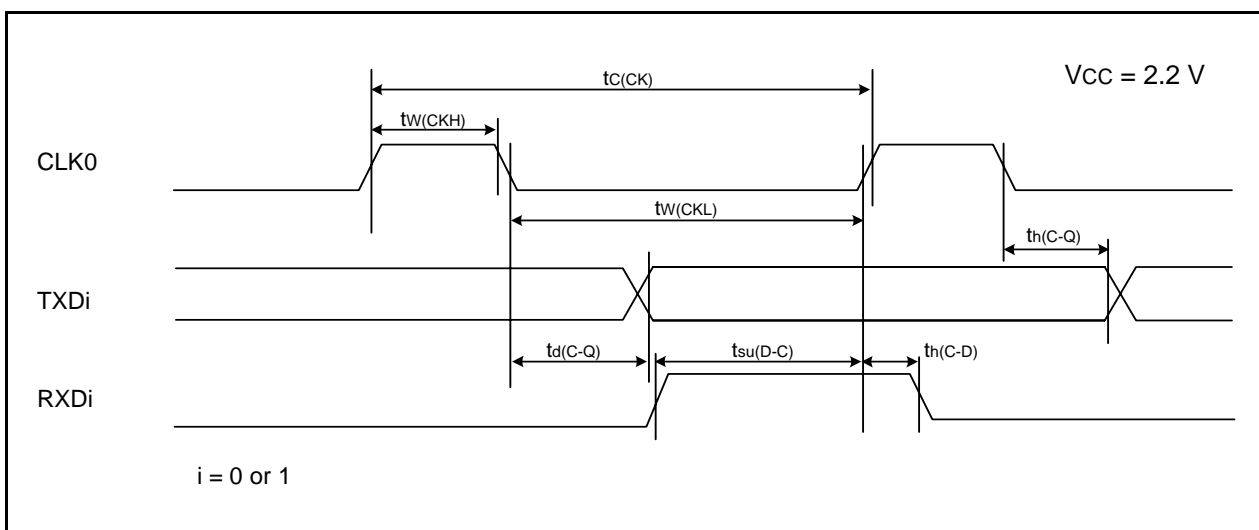 tC(CK)
VCC = 2.2 V
tW(CKH)
CLK0
tW(CKL)
th(C-Q)
TXDi
td(C-Q)
tsu(D-C)
th(C-D)
RXDi
i = 0 or 1